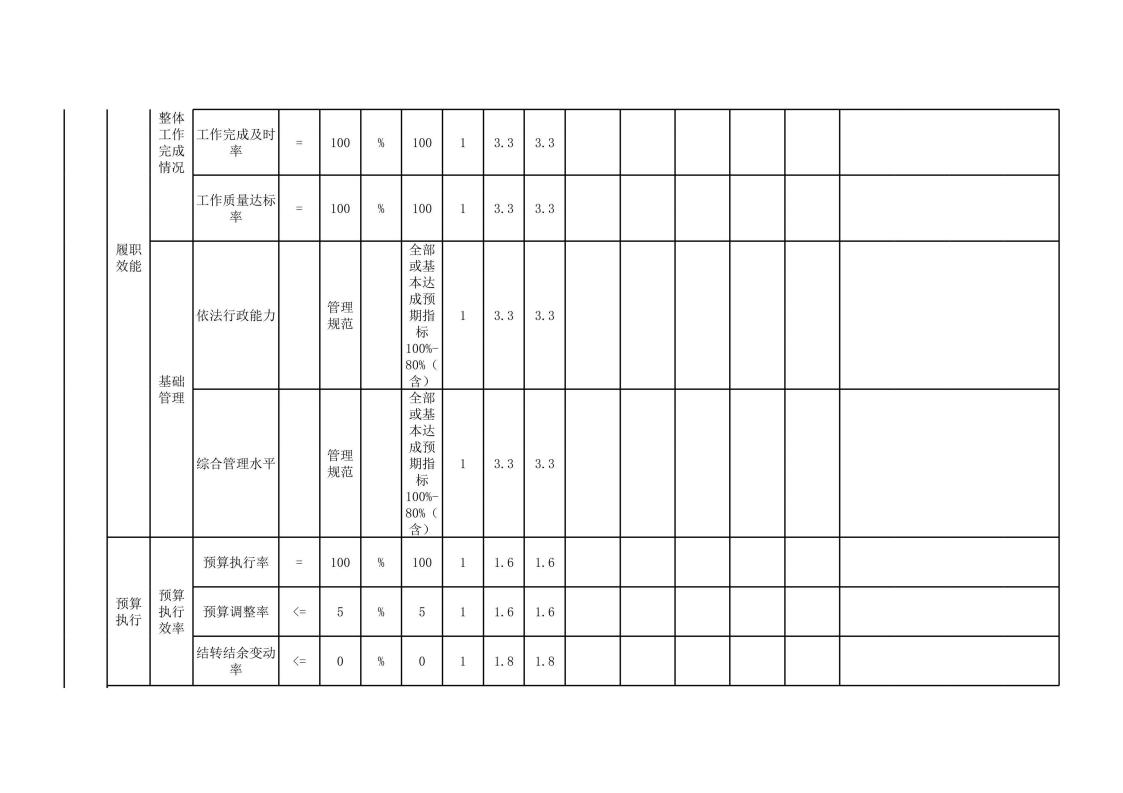 履职
效能
整体
工作
完成
情况
工作完成及时
率
=
100
%
100
1
3.3
3.3
工作质量达标
率
=
100
%
100
1
3.3
3.3
基础
管理
依法行政能力
管理
规范
全部
或基
本达
成预
期指
标
100%-
80%（
含）
1
3.3
3.3
综合管理水平
管理
规范
全部
或基
本达
成预
期指
标
100%-
80%（
含）
1
3.3
3.3
预算
执行
预算
执行
效率
预算执行率
=
100
%
100
1
1.6
1.6
预算调整率
<=
5
%
5
1
1.6
1.6
结转结余变动
率
<=
0
%
0
1
1.8
1.8